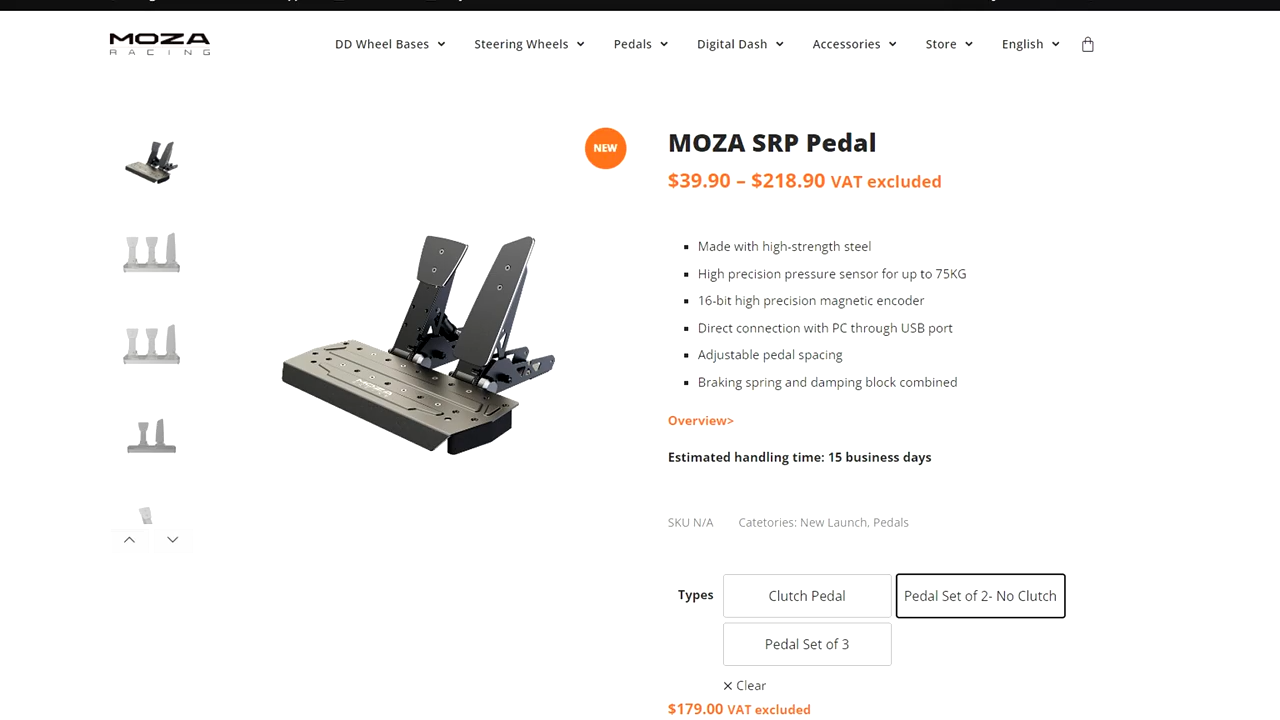 MOZA
RACING
DD Wheel Bases
Steering Wheels
Pedals
Digital Dash
Accessories
Store
English
NEW
MOZA SRP Pedal
$39.90 – $218.90 VAT excluded
Made with high-strength steel
High precision pressure sensor for up to 75KG
16-bit high precision magnetic encoder
Direct connection with PC through USB port
Adjustable pedal spacing
Braking spring and damping block combined
MOZA
Overview>
Estimated handling time: 15 business days
SKU N/A
Catetories: New Launch, Pedals
Types
Clutch Pedal
Pedal Set of 2- No Clutch
Pedal Set of 3
Clear
$179.00 VAT excluded